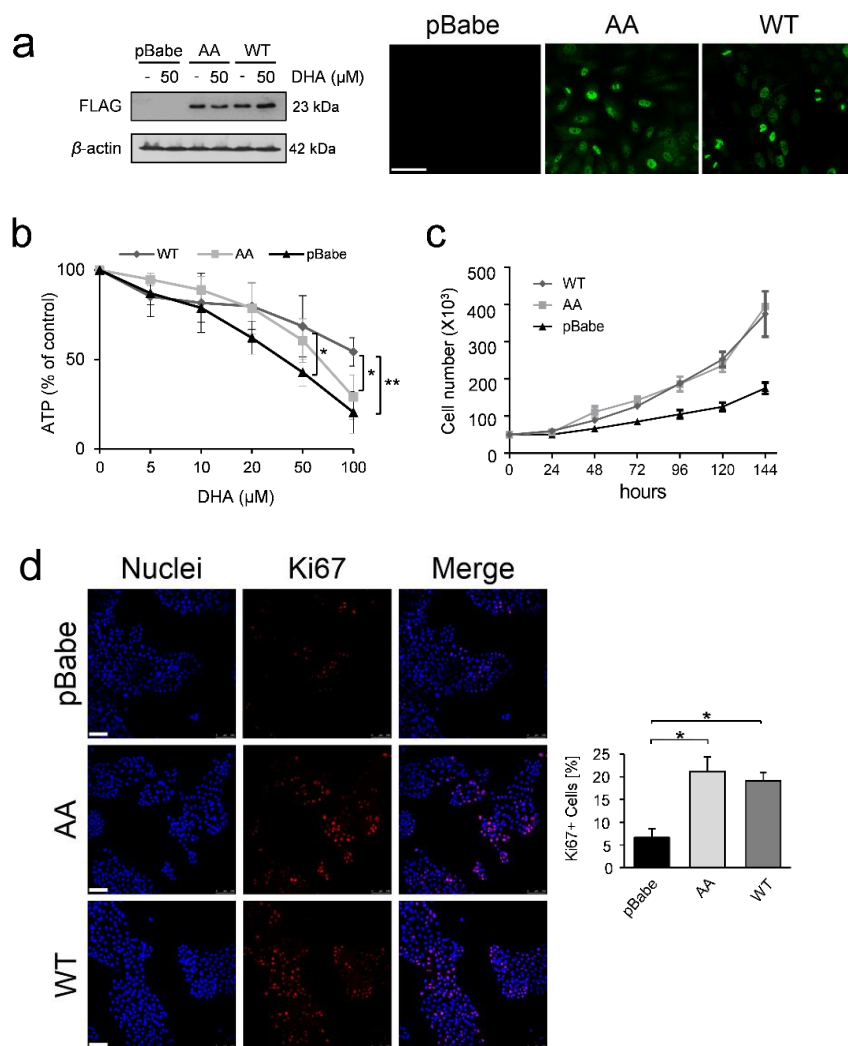 a
pBabe AA WT
- 50 - 50 - 50 DHA (µM)
FLAG 23 kDa
β-actin 42 kDa
pBabe AA WT
b
WT AA pBabe
ATP (% of control)
100
50
0
*
*
**
0 5 10 20 50 100
DHA (µM)
c
WT
AA
pBabe
Cell number (X10³)
500
400
300
200
100
0
0 24 48 72 96 120 144
hours
d
Nuclei Ki67 Merge
pBabe
AA
WT
Ki67+ Cells [%]
25
20
15
10
5
0
*
*
pBabe AA WT